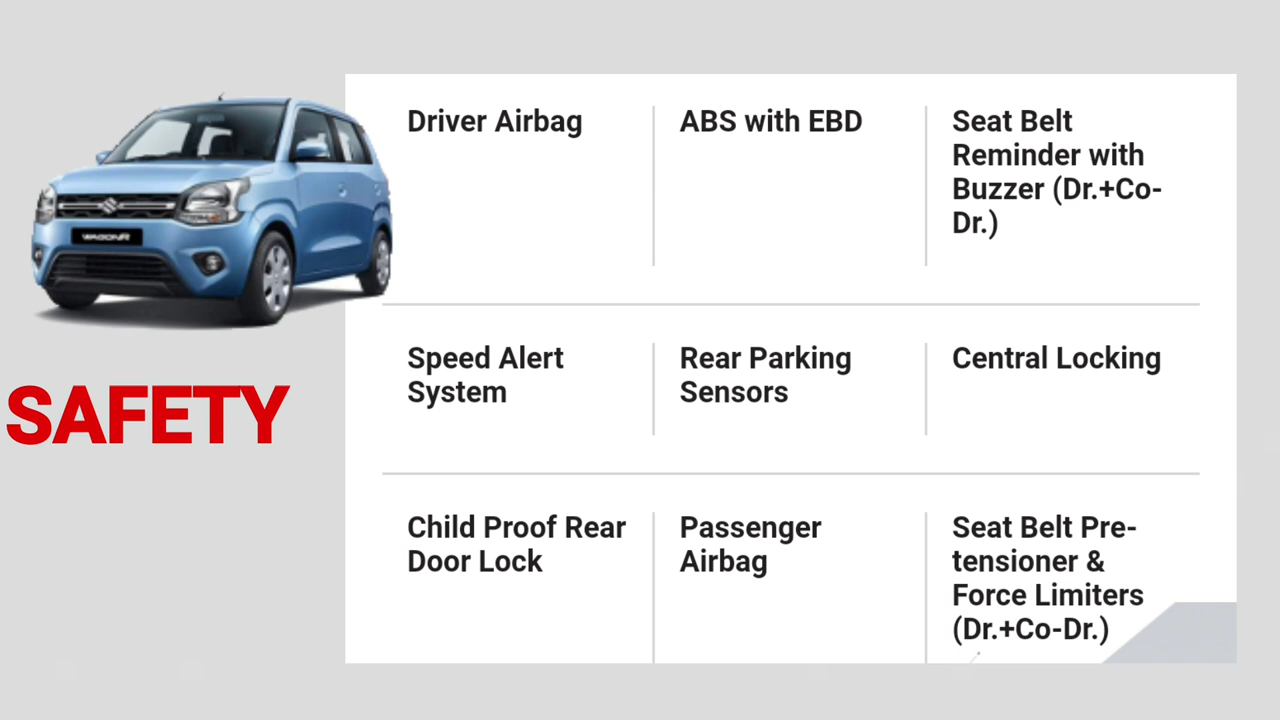 Driver Airbag
ABS with EBD
Seat Belt
Reminder with
Buzzer (Dr.+Co-
Dr.)
WAGONR
SAFETY
Speed Alert
System
Rear Parking
Sensors
Central Locking
Child Proof Rear
Door Lock
Passenger
Airbag
Seat Belt Pre-
tensioner &
Force Limiters
(Dr.+Co-Dr.)